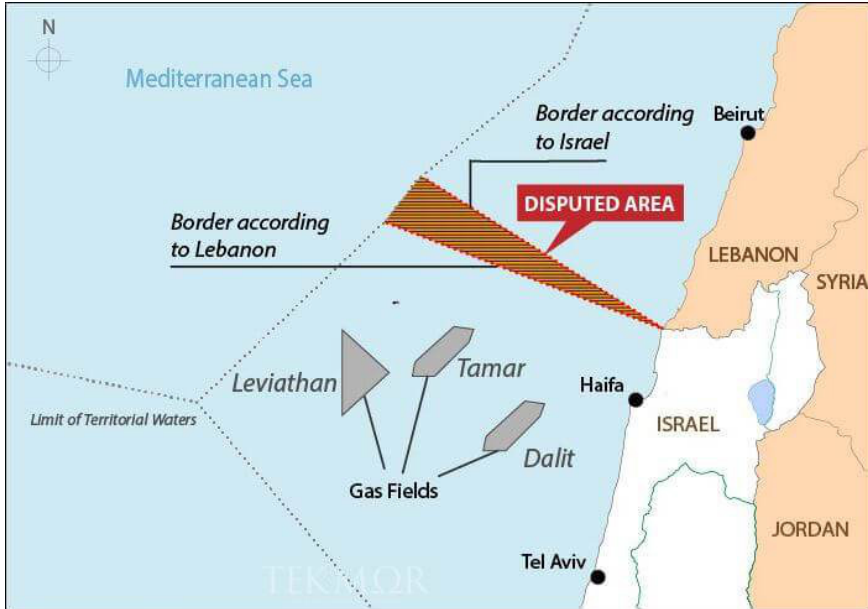 N
Mediterranean Sea
Border according
to Israel
Beirut
DISPUTED AREA
Border according
to Lebanon
LEBANON
SYRIA
Leviathan
Tamar
Haifa
Limit of Territorial Waters
ISRAEL
Dalit
Gas Fields
JORDAN
Tel Aviv
TEKMΩR